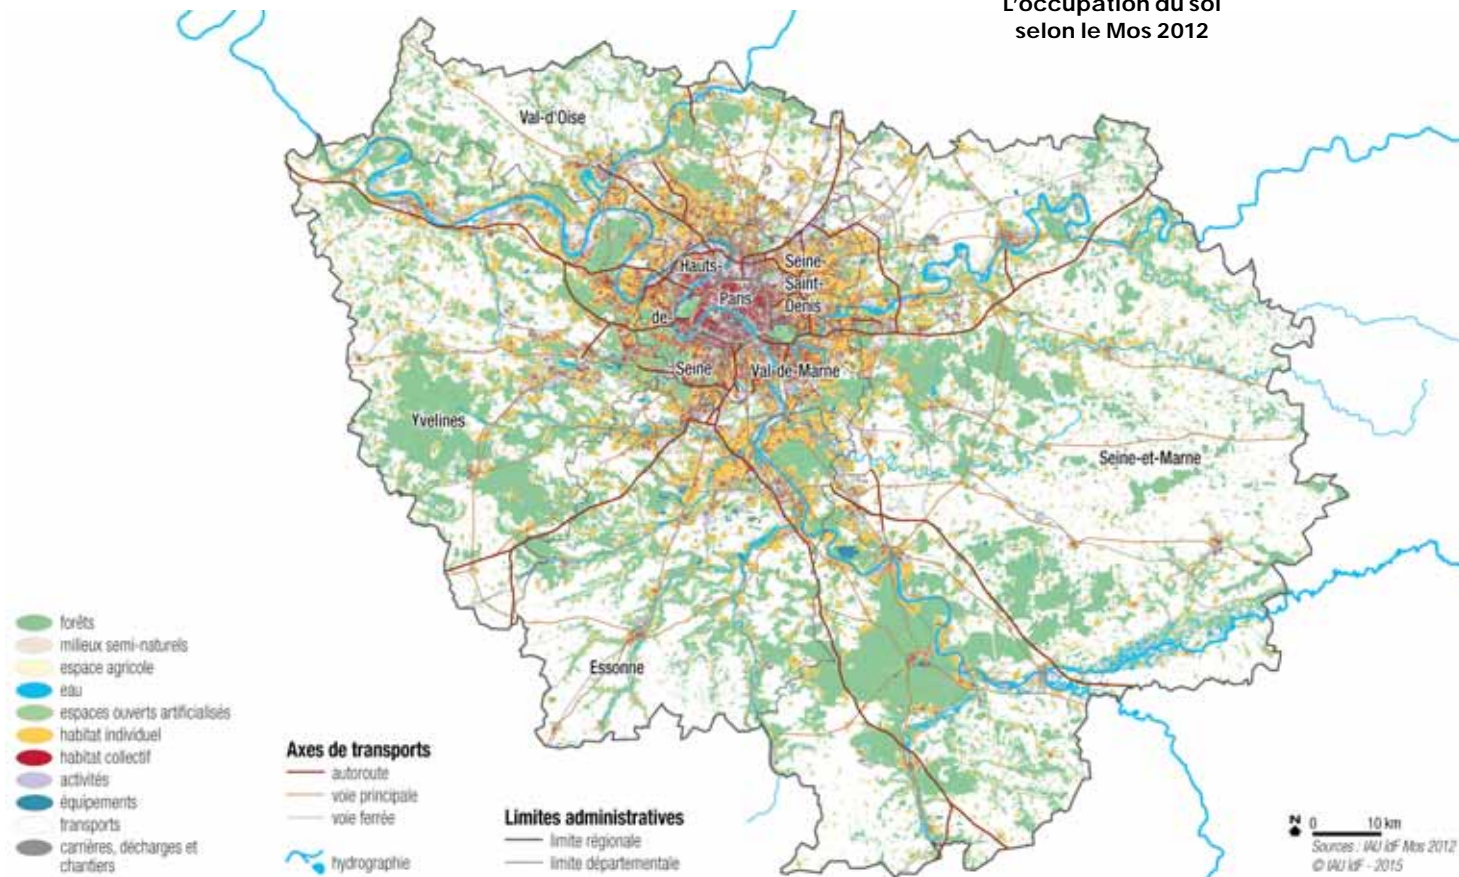 L'occupation du sol
selon le Mos 2012
Val-d'Oise
Hauts-
Seine-
Saint-
Denis
Paris
de-
Seine
Val-de-Marne
Yvelines
Seine-et-Marne
Essonne
forêts
milieux semi-naturels
espace agricole
eau
espaces ouverts artificialisés
habitat individuel
habitat collectif
activités
équipements
transports
carrières, décharges et
chantiers
Axes de transports
autoroute
voie principale
voie ferrée
hydrographie
Limites administratives
limite régionale
limite départementale
N
0 10 km
Sources : IAU îdF Mos 2012
© IAU îdF - 2015